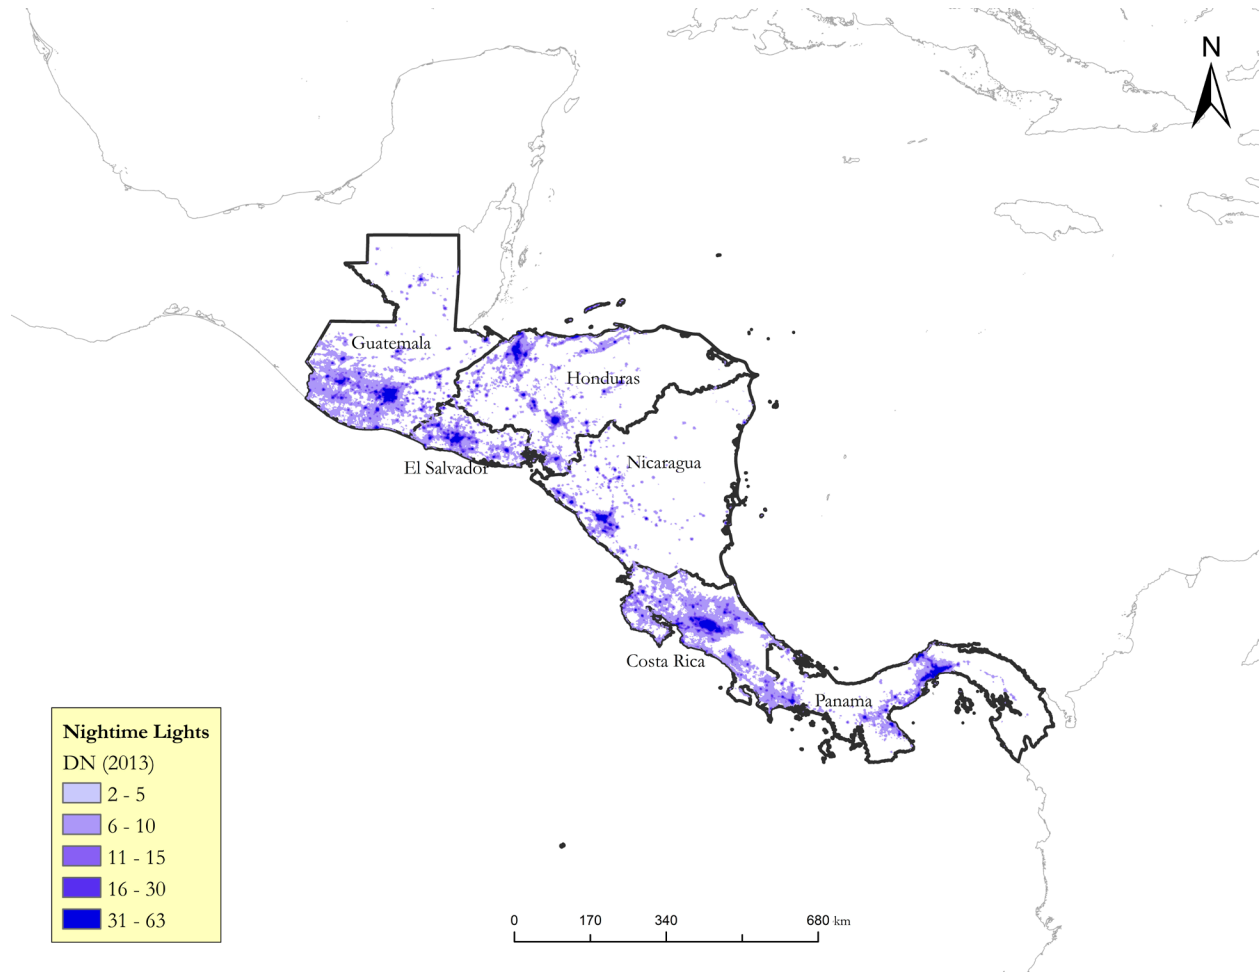 N
Guatemala
Honduras
Nicaragua
El Salvador
Costa Rica
Panama
Nightime Lights
DN (2013)
2 - 5
6 - 10
11 - 15
16 - 30
31 - 63
0 170 340 680 km